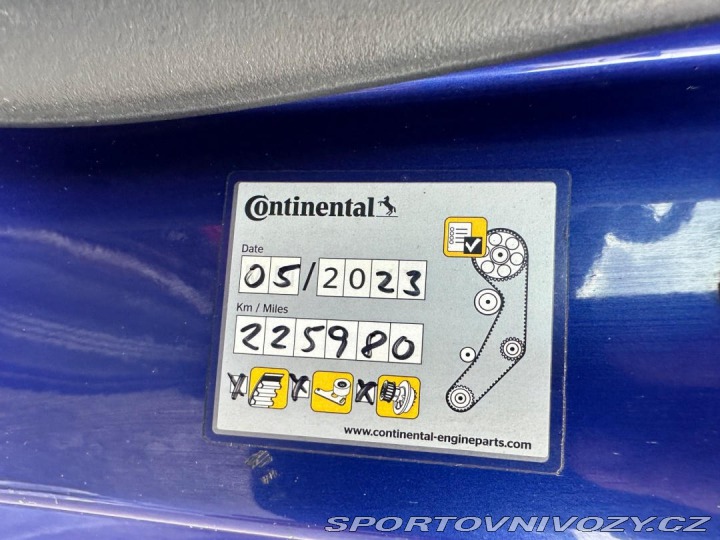 Continental
Date
05/2023
Km / Miles
225980
www.continental-engineparts.com
SPORTOVNIVOZY.CZ